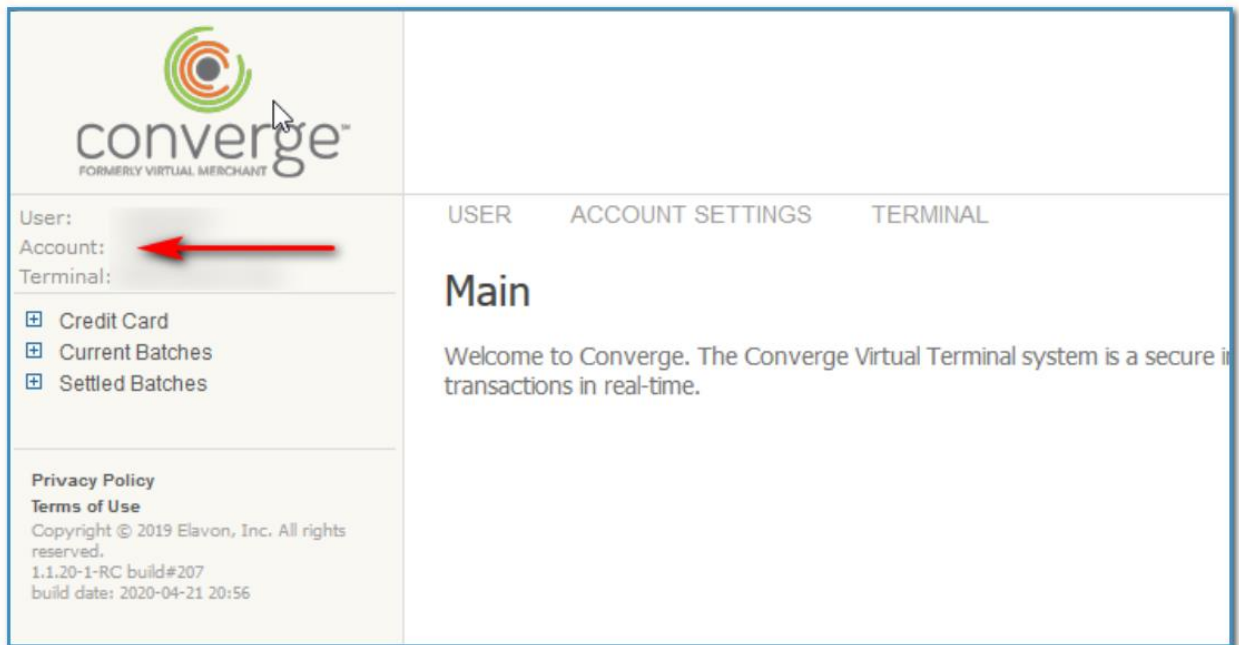 converge℠
FORMERLY VIRTUAL MERCHANT
User:
Account:
Terminal:
Credit Card
Current Batches
Settled Batches
Privacy Policy
Terms of Use
Copyright © 2019 Elavon, Inc. All rights
reserved.
1.1.20-1-RC build#207
build date: 2020-04-21 20:56
USER ACCOUNT SETTINGS TERMINAL
Main
Welcome to Converge. The Converge Virtual Terminal system is a secure
transactions in real-time.